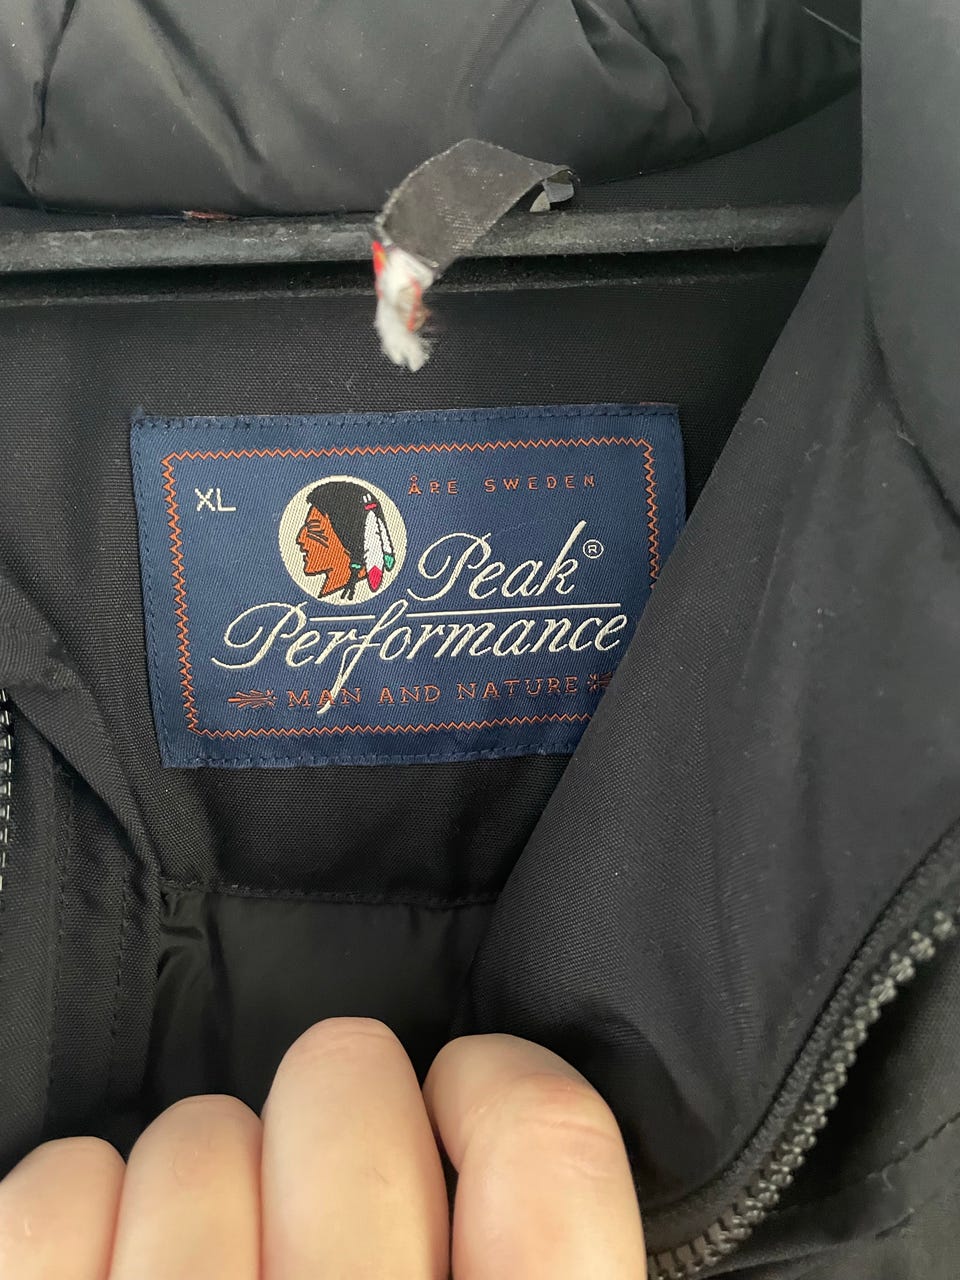 XL
ÅRE SWEDEN
Peak®
Performance
MAN AND NATURE